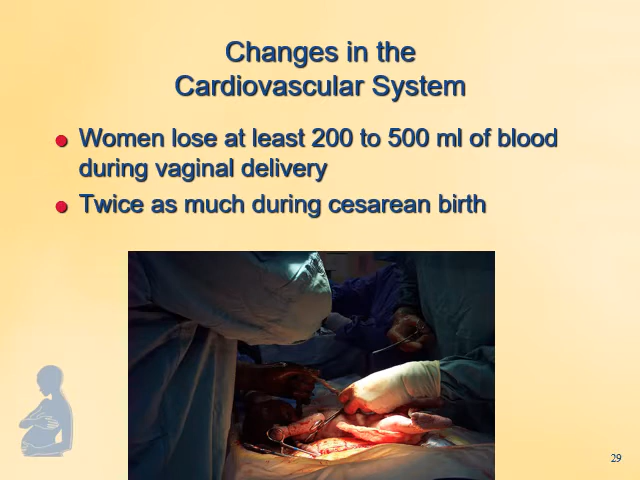 Changes in the
Cardiovascular System
Women lose at least 200 to 500 ml of blood
during vaginal delivery
Twice as much during cesarean birth
29